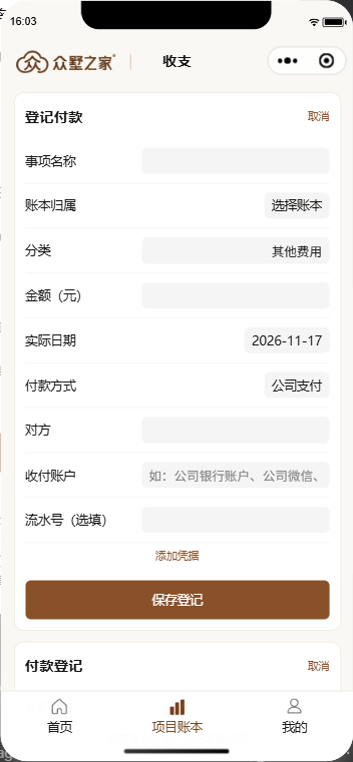 16:03
众墅之家 收支
登记付款 取消
事项名称
账本归属 选择账本
分类 其他费用
金额（元）
实际日期 2026-11-17
付款方式 公司支付
对方
收付账户 如：公司银行账户、公司微信、
流水号（选填）
添加凭据
保存登记
付款登记 取消
首页 项目账本 我的